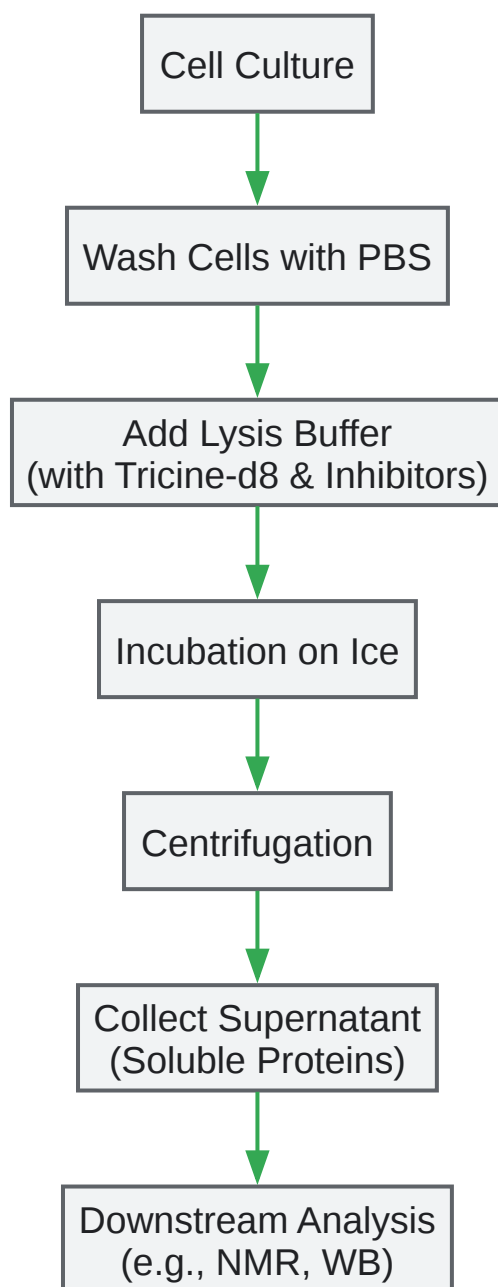 Cell Culture
Wash Cells with PBS
Add Lysis Buffer
(with Tricine-d8 & Inhibitors)
Incubation on Ice
Centrifugation
Collect Supernatant
(Soluble Proteins)
Downstream Analysis
(e.g., NMR, WB)